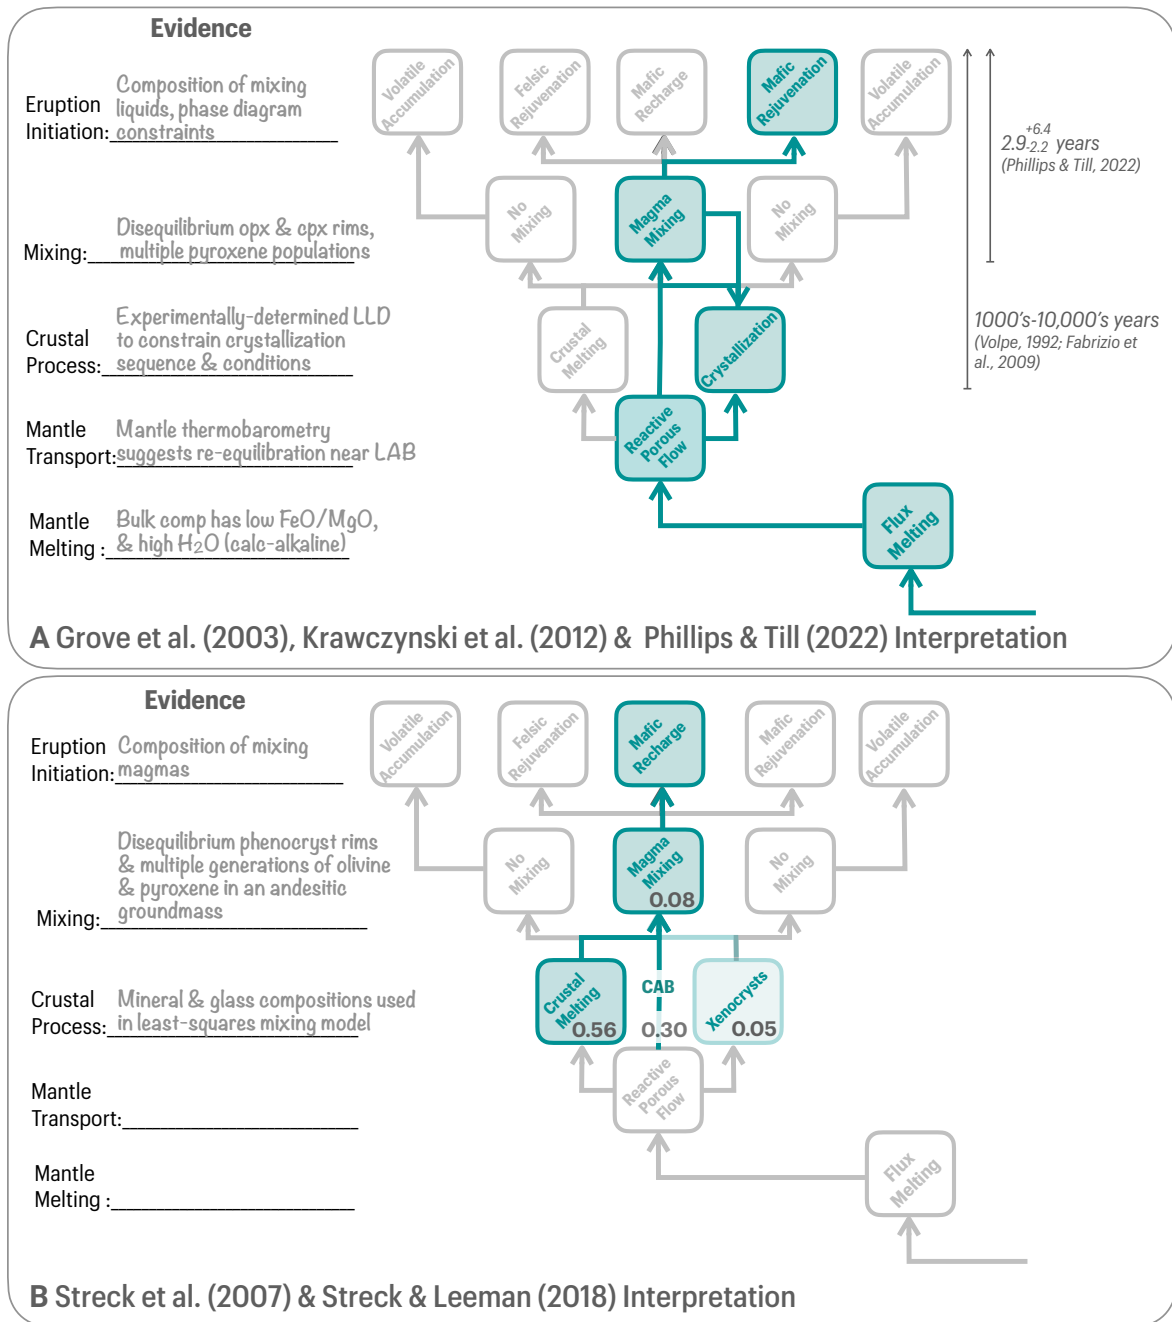 Evidence
Eruption
Initiation:
Composition of mixing
liquids, phase diagram
constraints
Volatile
Accumulation
Felsic
Rejuvenation
Mafic
Recharge
Mafic
Rejuvenation
Volatile
Accumulation
2.9+6.4-2.2 years
(Phillips & Till, 2022)
Mixing:
Disequilibrium opx & cpx rims,
multiple pyroxene populations
No
Mixing
Magma
Mixing
No
Mixing
Crustal
Process:
Experimentally-determined LLD
to constrain crystallization
sequence & conditions
Crustal
Melting
Crystallization
1000's-10,000's years
(Volpe, 1992; Fabrizio et
al., 2009)
Mantle
Transport:
Mantle thermobarometry
suggests re-equilibration near LAB
Reactive
Porous
Flow
Mantle
Melting :
Bulk comp has low FeO/MgO,
& high H2O (calc-alkaline)
Flux
Melting
A Grove et al. (2003), Krawczynski et al. (2012) & Phillips & Till (2022) Interpretation
Evidence
Eruption
Initiation:
Composition of mixing
magmas
Volatile
Accumulation
Felsic
Rejuvenation
Mafic
Recharge
Mafic
Rejuvenation
Volatile
Accumulation
Mixing:
Disequilibrium phenocryst rims
& multiple generations of olivine
& pyroxene in an andesitic
groundmass
No
Mixing
Magma
Mixing
0.08
No
Mixing
Crustal
Process:
Mineral & glass compositions used
in least-squares mixing model
Crustal
Melting
0.56
CAB
0.30
Xenocrysts
0.05
Mantle
Transport:
Reactive
Porous
Flow
Mantle
Melting :
Flux
Melting
B Streck et al. (2007) & Streck & Leeman (2018) Interpretation